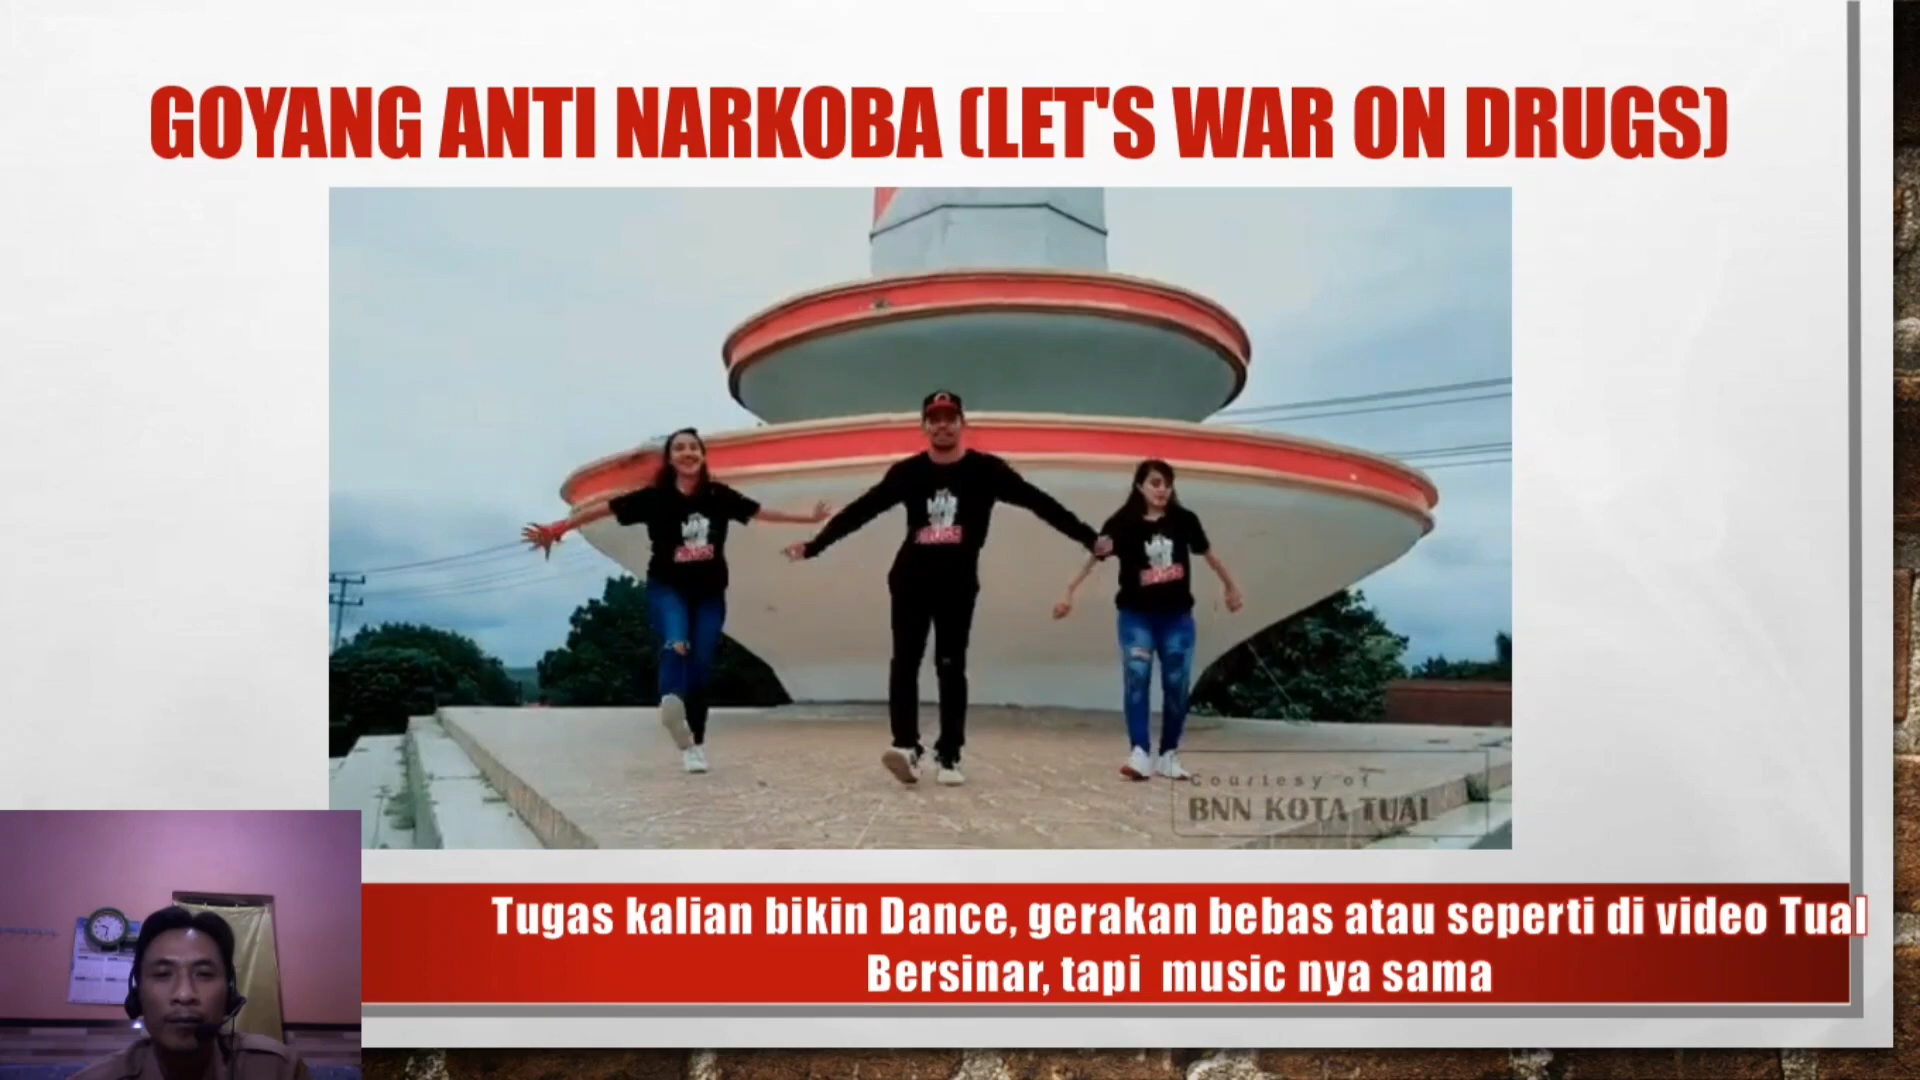 GOYANG ANTI NARKOBA (LET'S WAR ON DRUGS)
Courtesy of
BNN KOTA TUAL
Tugas kalian bikin Dance, gerakan bebas atau seperti di video Tual
Bersinar, tapi music nya sama